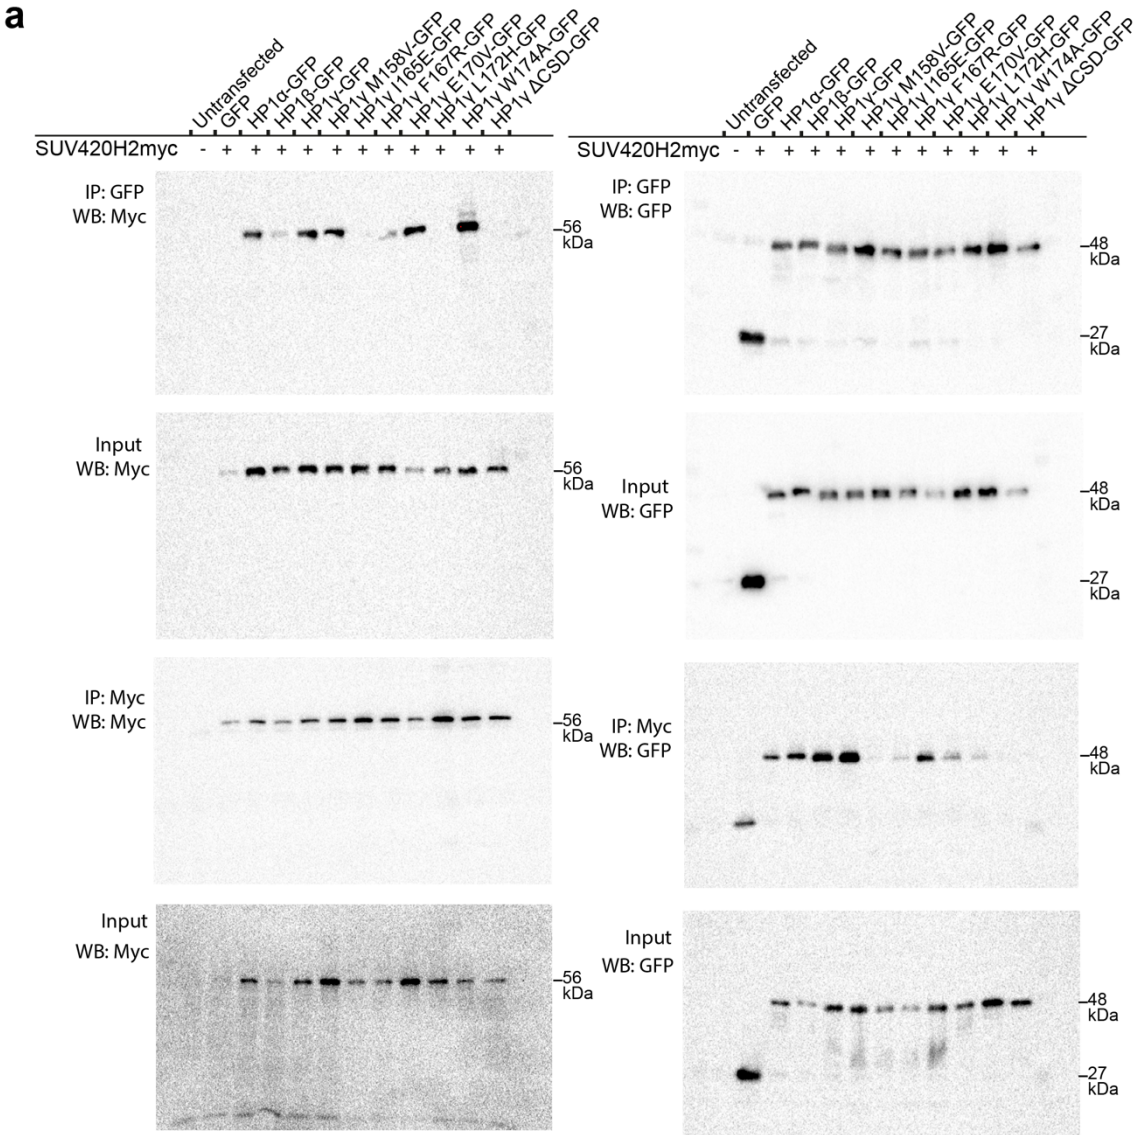 a
Untransfected
GFP
HP1α-GFP
HP1β-GFP
HP1γ-GFP
HP1γ M158V-GFP
HP1γ I165E-GFP
HP1γ F167R-GFP
HP1γ E170V-GFP
HP1γ L172H-GFP
HP1γ W174A-GFP
HP1γ ΔCSD-GFP
Untransfected
GFP
HP1α-GFP
HP1β-GFP
HP1γ-GFP
HP1γ M158V-GFP
HP1γ I165E-GFP
HP1γ F167R-GFP
HP1γ E170V-GFP
HP1γ L172H-GFP
HP1γ W174A-GFP
HP1γ ΔCSD-GFP
SUV420H2myc - + + + + + + + + + + +
SUV420H2myc - + + + + + + + + + + +
IP: GFP
WB: Myc
56
kDa
IP: GFP
WB: GFP
48
kDa
27
kDa
Input
WB: Myc
56
kDa
Input
WB: GFP
48
kDa
27
kDa
IP: Myc
WB: Myc
56
kDa
IP: Myc
WB: GFP
48
kDa
Input
WB: Myc
56
kDa
Input
WB: GFP
48
kDa
27
kDa